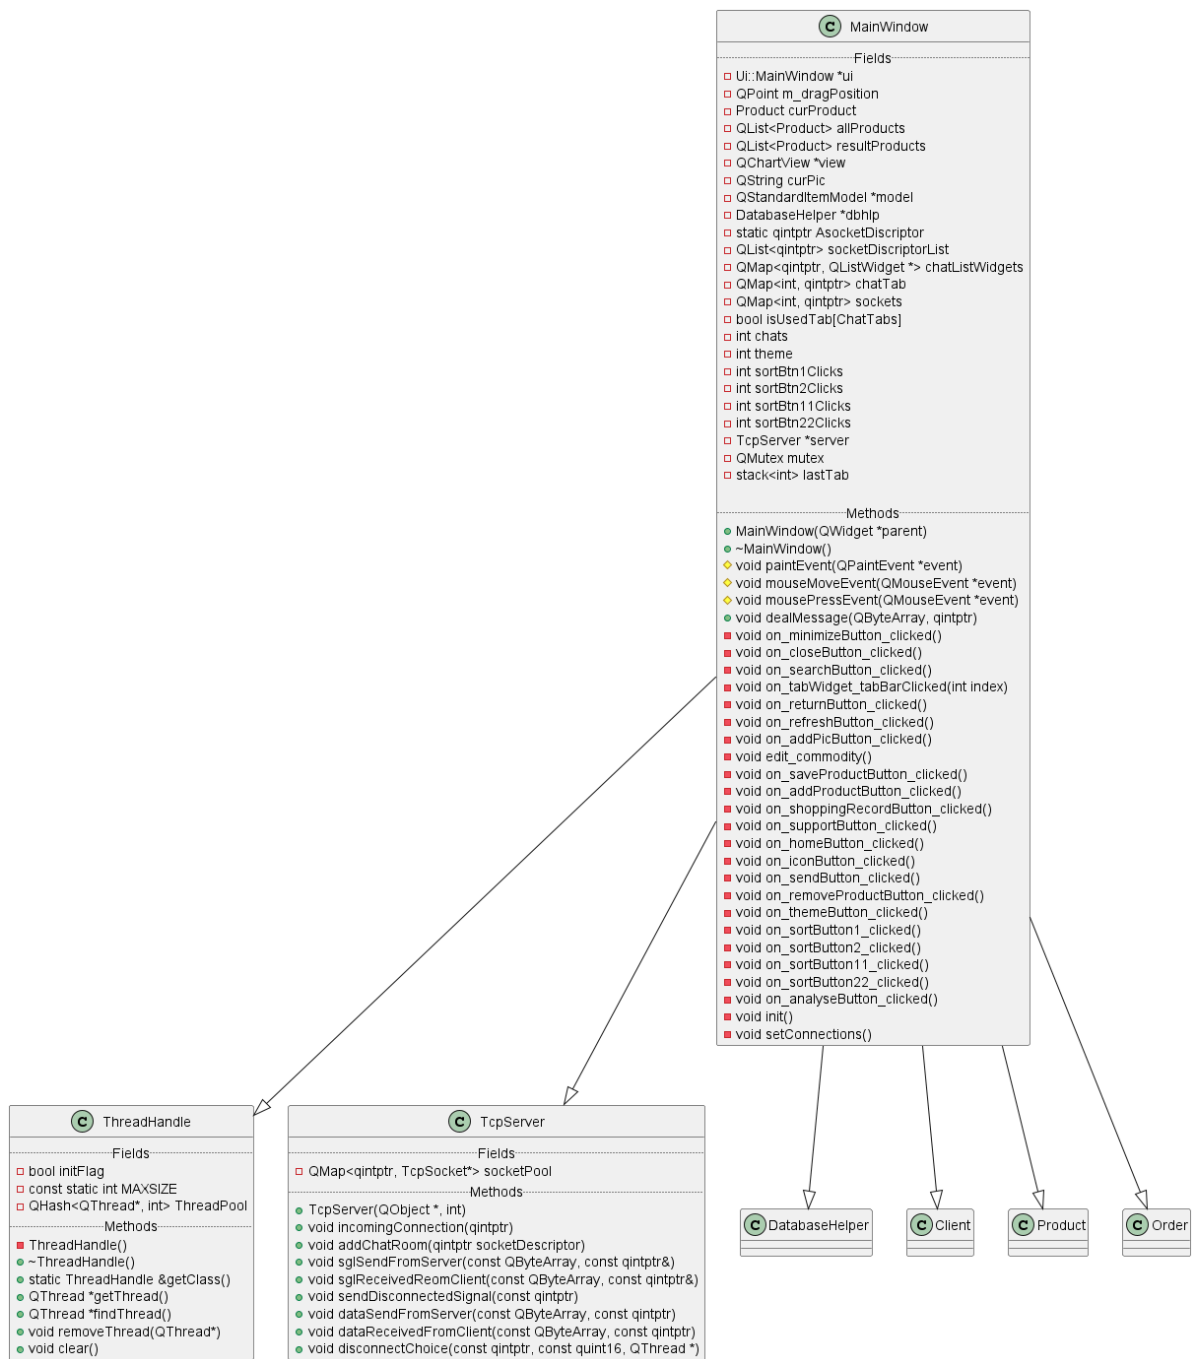 C MainWindow
Fields
Ui::MainWindow *ui
QPoint m_dragPosition
Product curProduct
QList<Product> allProducts
QList<Product> resultProducts
QChartView *view
QString curPic
QStandardItemModel *model
DatabaseHelper *dbhlp
static qintptr AsocketDiscriptor
QList<qintptr> socketDiscriptorList
QMap<qintptr, QListWidget *> chatListWidgets
QMap<int, qintptr> chatTab
QMap<int, qintptr> sockets
bool isUsedTab[ChatTabs]
int chats
int theme
int sortBtn1Clicks
int sortBtn2Clicks
int sortBtn11Clicks
int sortBtn22Clicks
TcpServer *server
QMutex mutex
stack<int> lastTab
Methods
MainWindow(QWidget *parent)
~MainWindow()
void paintEvent(QPaintEvent *event)
void mouseMoveEvent(QMouseEvent *event)
void mousePressEvent(QMouseEvent *event)
void dealMessage(QByteArray, qintptr)
void on_minimizeButton_clicked()
void on_closeButton_clicked()
void on_searchButton_clicked()
void on_tabWidget_tabBarClicked(int index)
void on_returnButton_clicked()
void on_refreshButton_clicked()
void on_addPicButton_clicked()
void edit_commodity()
void on_saveProductButton_clicked()
void on_addProductButton_clicked()
void on_shoppingRecordButton_clicked()
void on_supportButton_clicked()
void on_homeButton_clicked()
void on_iconButton_clicked()
void on_sendButton_clicked()
void on_removeProductButton_clicked()
void on_themeButton_clicked()
void on_sortButton1_clicked()
void on_sortButton2_clicked()
void on_sortButton11_clicked()
void on_sortButton22_clicked()
void on_analyseButton_clicked()
void init()
void setConnections()
C ThreadHandle
Fields
bool initFlag
const static int MAXSIZE
QHash<QThread*, int> ThreadPool
Methods
ThreadHandle()
~ThreadHandle()
static ThreadHandle &getClass()
QThread *getThread()
QThread *findThread()
void removeThread(QThread*)
void clear()
C TcpServer
Fields
QMap<qintptr, TcpSocket*> socketPool
Methods
TcpServer(QObject *, int)
void incomingConnection(qintptr)
void addChatRoom(qintptr socketDescriptor)
void sglSendFromServer(const QByteArray, const qintptr&)
void sglReceivedReomClient(const QByteArray, const qintptr&)
void sendDisconnectedSignal(const qintptr)
void dataSendFromServer(const QByteArray, const qintptr)
void dataReceivedFromClient(const QByteArray, const qintptr)
void disconnectChoice(const qintptr, const quint16, QThread *)
C DatabaseHelper
C Client
C Product
C Order